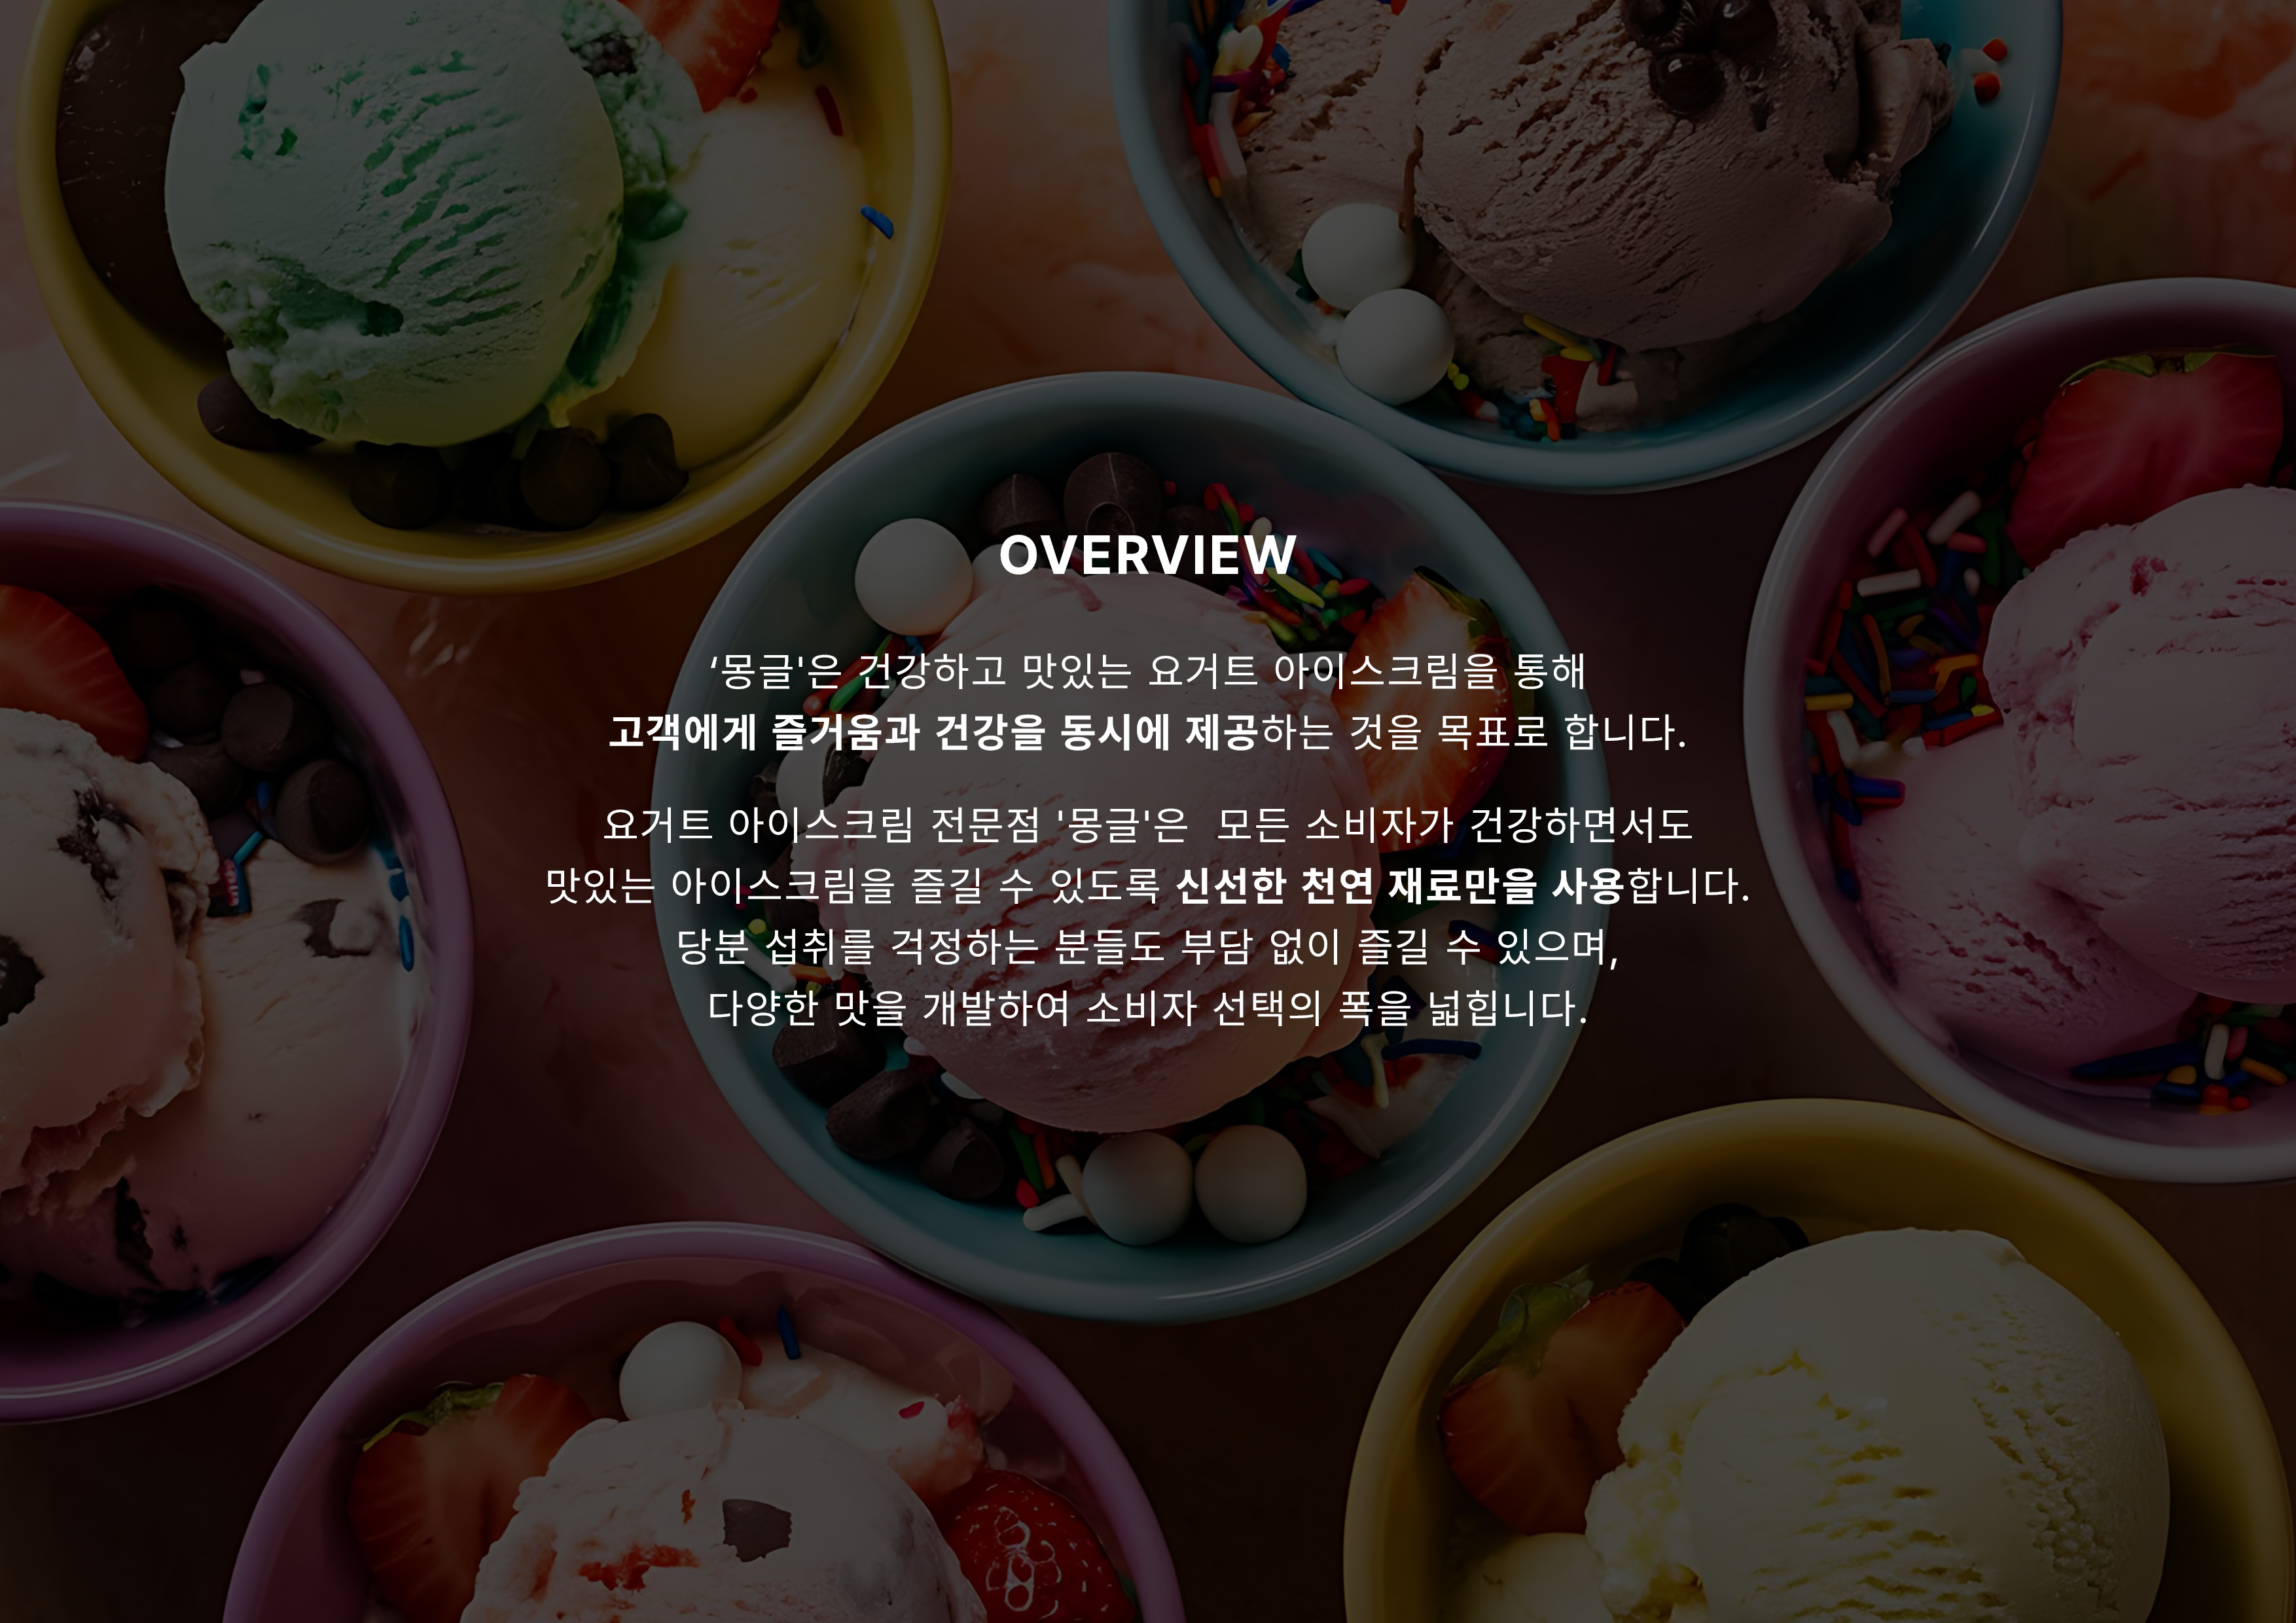 OVERVIEW
‘몽글'은 건강하고 맛있는 요거트 아이스크림을 통해
고객에게 즐거움과 건강을 동시에 제공하는 것을 목표로 합니다.
요거트 아이스크림 전문점 '몽글'은  모든 소비자가 건강하면서도
맛있는 아이스크림을 즐길 수 있도록 신선한 천연 재료만을 사용합니다.
당분 섭취를 걱정하는 분들도 부담 없이 즐길 수 있으며,
다양한 맛을 개발하여 소비자 선택의 폭을 넓힙니다.